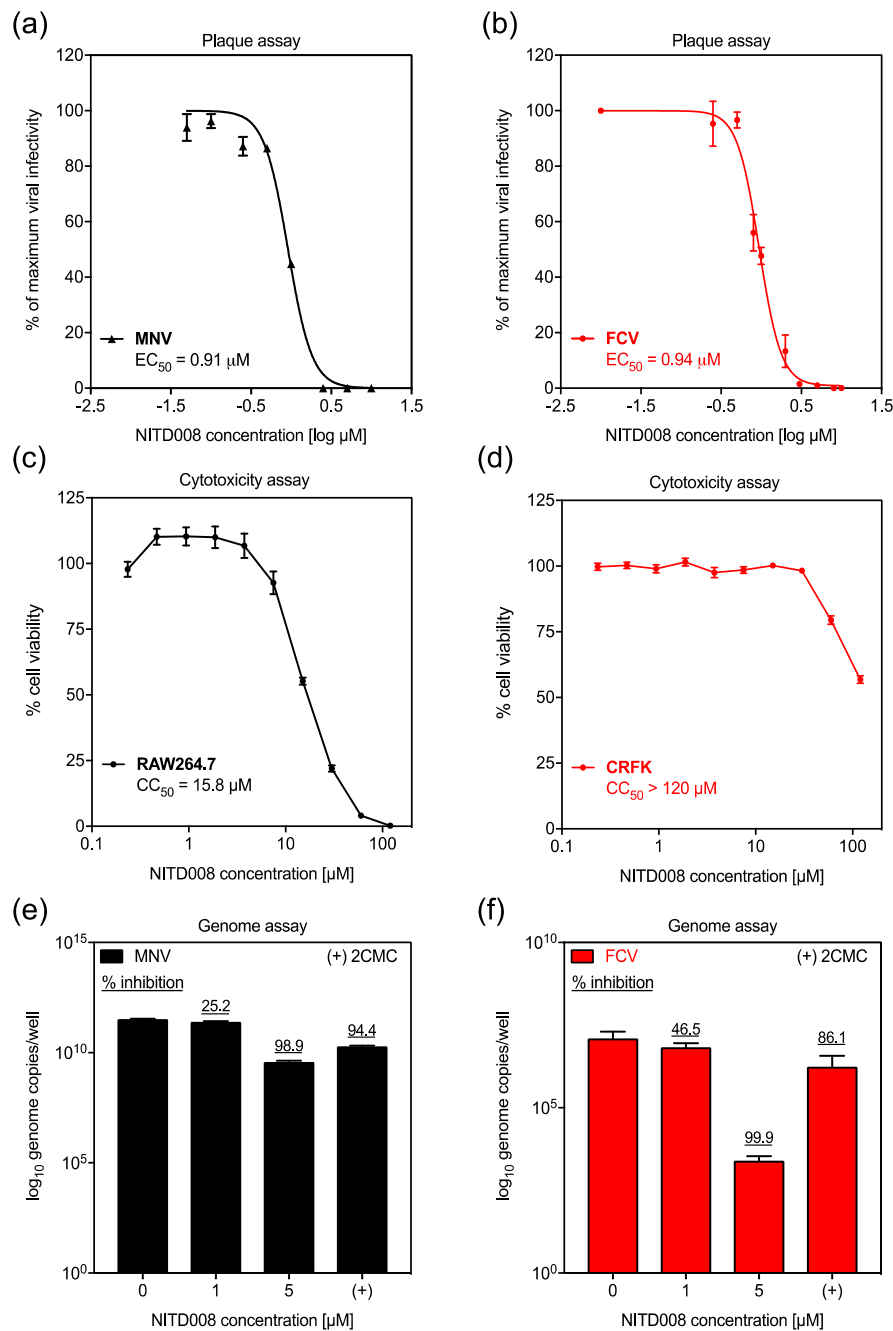 (a)
Plaque assay
% of maximum viral infectivity
120
100
80
60
40
20
0
MNV
EC50 = 0.91 μM
-2.5
-1.5
-0.5
0.5
1.5
NITD008 concentration [log μM]
(b)
Plaque assay
% of maximum viral infectivity
120
100
80
60
40
20
0
FCV
EC50 = 0.94 μM
-2.5
-1.5
-0.5
0.5
1.5
NITD008 concentration [log μM]
(c)
Cytotoxicity assay
% cell viability
125
100
75
50
25
0
RAW264.7
CC50 = 15.8 μM
0.1
1
10
100
NITD008 concentration [μM]
(d)
Cytotoxicity assay
% cell viability
125
100
75
50
25
0
CRFK
CC50 > 120 μM
0.1
1
10
100
NITD008 concentration [μM]
(e)
Genome assay
log10 genome copies/well
10^15
10^10
10^5
10^0
MNV
(+) 2CMC
% inhibition
25.2
98.9
94.4
0
1
5
(+)
NITD008 concentration [μM]
(f)
Genome assay
log10 genome copies/well
10^10
10^5
10^0
FCV
(+) 2CMC
% inhibition
46.5
99.9
86.1
0
1
5
(+)
NITD008 concentration [μM]